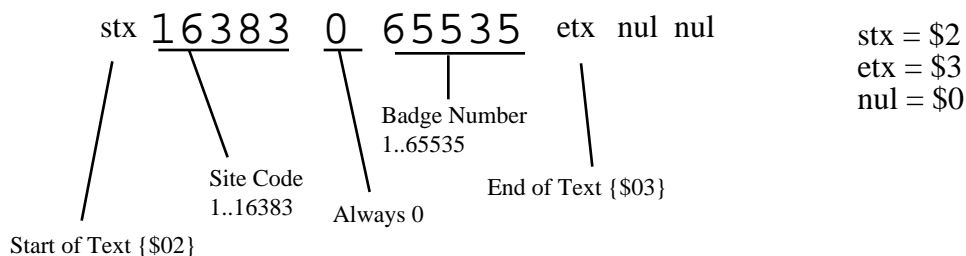 stx 16383 0 65535 etx nul nul
stx = $2
etx = $3
nul = $0
Badge Number
1..65535
Site Code
1..16383
End of Text {$03}
Always 0
Start of Text {$02}